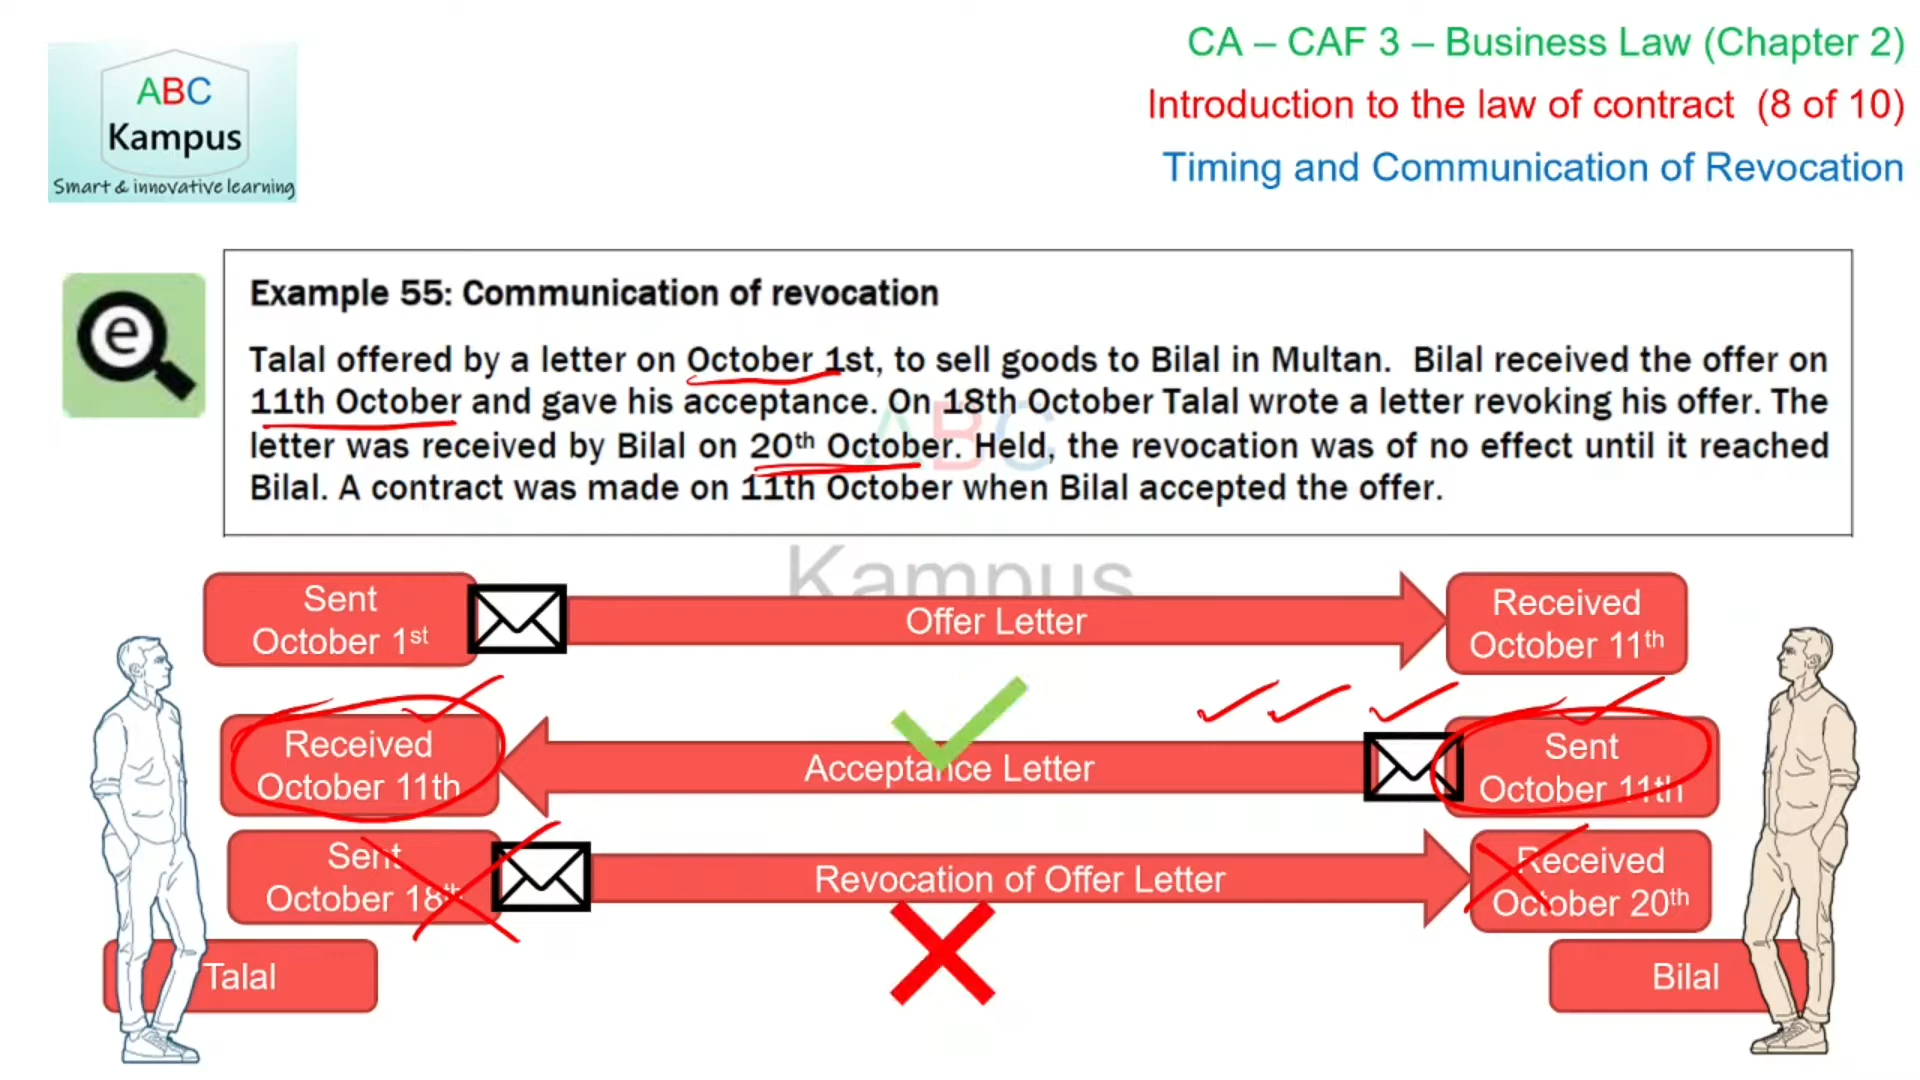 ABC
Kampus
Smart & innovative learning
CA – CAF 3 – Business Law (Chapter 2)
Introduction to the law of contract (8 of 10)
Timing and Communication of Revocation
e
Example 55: Communication of revocation
Talal offered by a letter on October 1st, to sell goods to Bilal in Multan. Bilal received the offer on
11th October and gave his acceptance. On 18th October Talal wrote a letter revoking his offer. The
letter was received by Bilal on 20th October. Held, the revocation was of no effect until it reached
Bilal. A contract was made on 11th October when Bilal accepted the offer.
ABC
Kampus
Sent
October 1st
Offer Letter
Received
October 11th
Received
October 11th
Acceptance Letter
Sent
October 11th
Sent
October 18th
Revocation of Offer Letter
Received
October 20th
Talal
Bilal